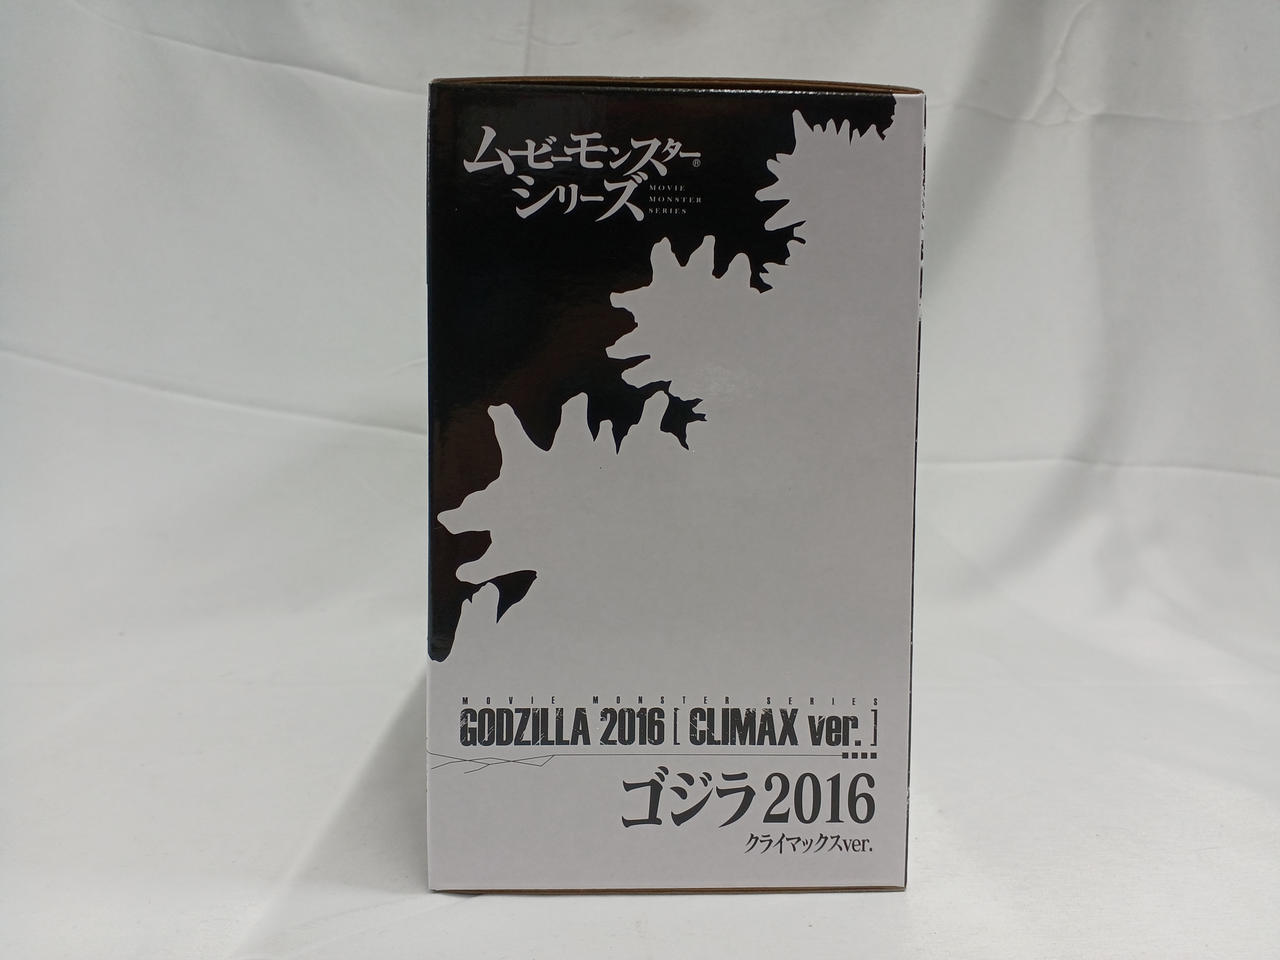 ムービーモンスター®
シリーズ
MOVIE
MONSTER
SERIES
MOVIE MONSTER SERIES
GODZILLA 2016 [ CLIMAX ver. ]
ゴジラ2016
クライマックスver.